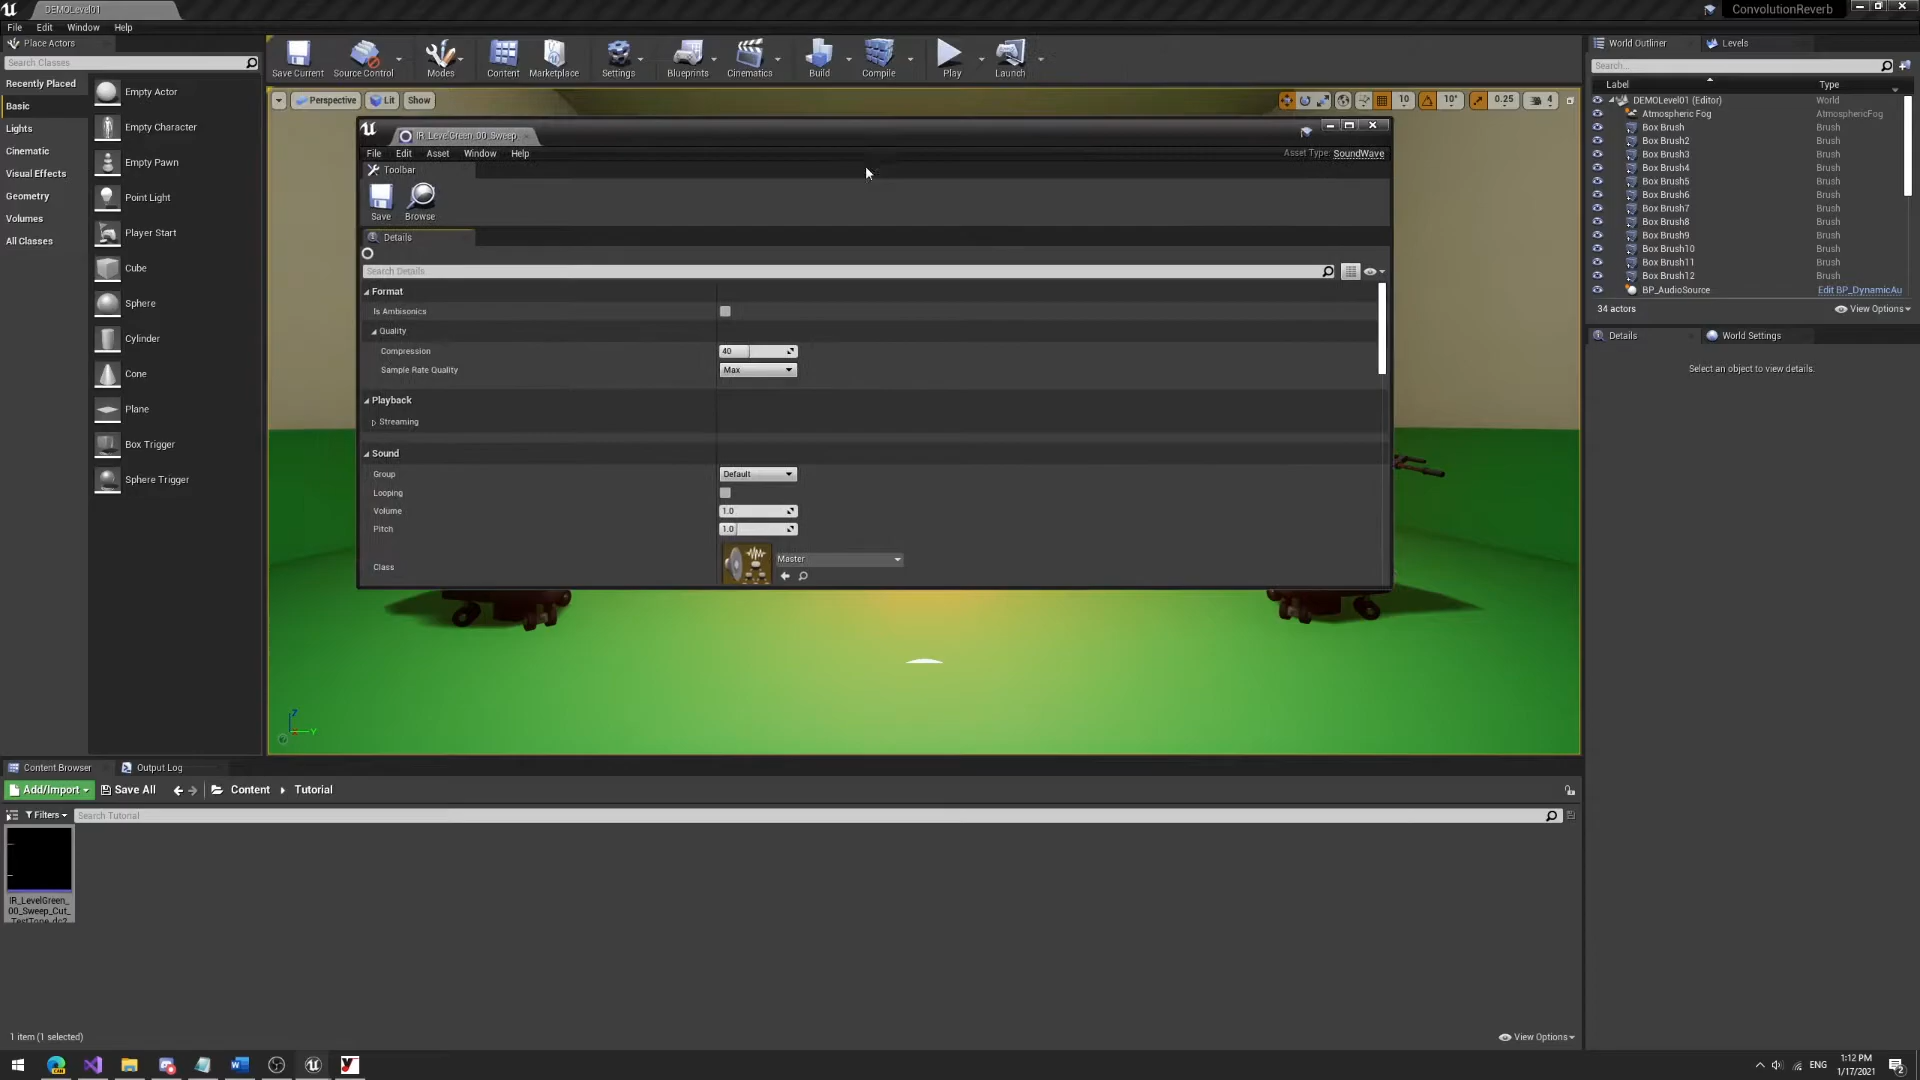 DEMOLevel01
ConvolutionReverb
File Edit Window Help
Place Actors
Search Classes
Recently Placed
Basic
Lights
Cinematic
Visual Effects
Geometry
Volumes
All Classes
Empty Actor
Empty Character
Empty Pawn
Point Light
Player Start
Cube
Sphere
Cylinder
Cone
Plane
Box Trigger
Sphere Trigger
Save Current
Source Control
Modes
Content
Marketplace
Settings
Blueprints
Cinematics
Build
Compile
Play
Launch
Perspective Lit Show
10 10° 0.25 4
IR_LevelGreen_00_Sweep
File Edit Asset Window Help
Asset Type: SoundWave
Toolbar
Save Browse
Details
Search Details
Format
Is Ambisonics
Quality
Compression 40
Sample Rate Quality Max
Playback
Streaming
Sound
Group Default
Looping
Volume 1.0
Pitch 1.0
Class Master
Z
Y
World Outliner Levels
Search...
Label Type
DEMOLevel01 (Editor) World
Atmospheric Fog AtmosphericFog
Box Brush Brush
Box Brush2 Brush
Box Brush3 Brush
Box Brush4 Brush
Box Brush5 Brush
Box Brush6 Brush
Box Brush7 Brush
Box Brush8 Brush
Box Brush9 Brush
Box Brush10 Brush
Box Brush11 Brush
Box Brush12 Brush
BP_AudioSource Edit BP_DynamicAu
34 actors View Options
Details World Settings
Select an object to view details.
Content Browser Output Log
Add/Import Save All Content Tutorial
Filters Search Tutorial
IR_LevelGreen_
00_Sweep_Cut_
TestTone_dc2
1 item (1 selected)
View Options
ENG
1:12 PM
1/17/2021
2